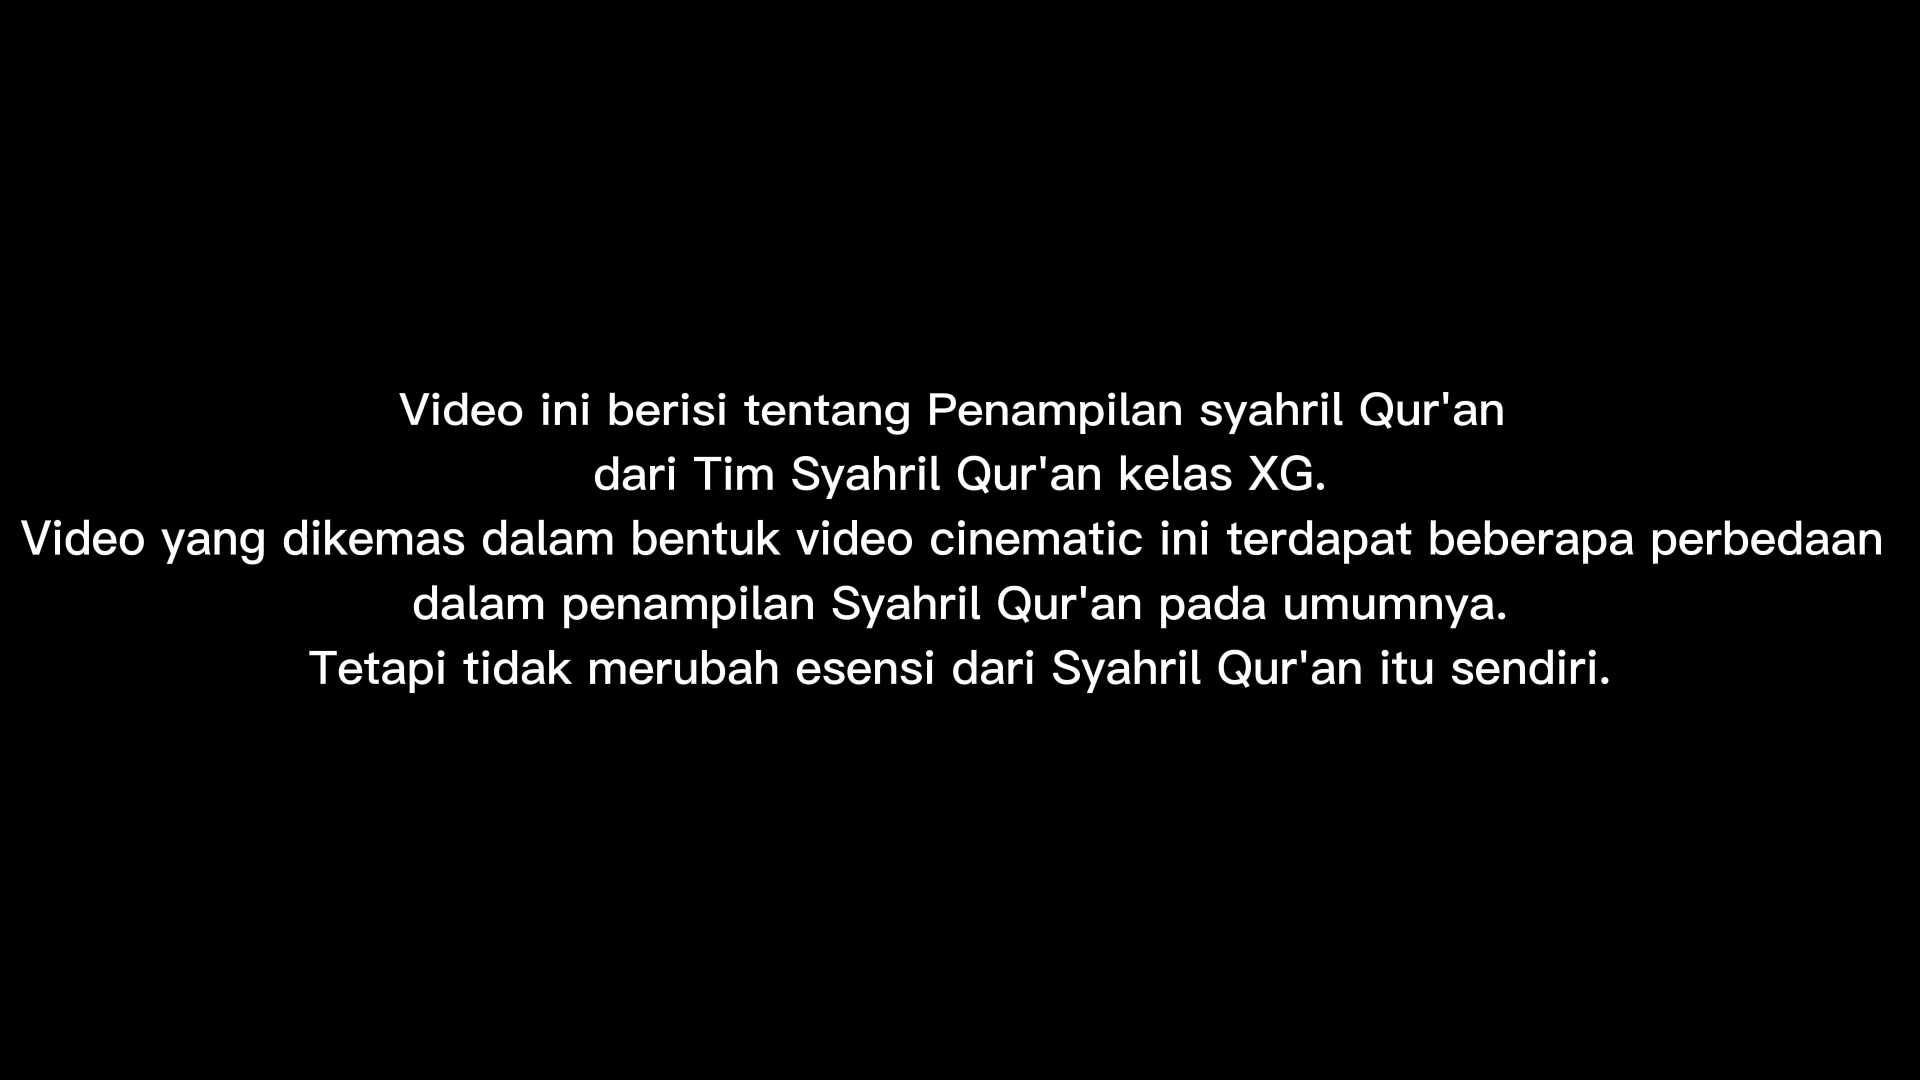 Video ini berisi tentang Penampilan syahril Qur'an
dari Tim Syahril Qur'an kelas XG.
Video yang dikemas dalam bentuk video cinematic ini terdapat beberapa perbedaan
dalam penampilan Syahril Qur'an pada umumnya.
Tetapi tidak merubah esensi dari Syahril Qur'an itu sendiri.